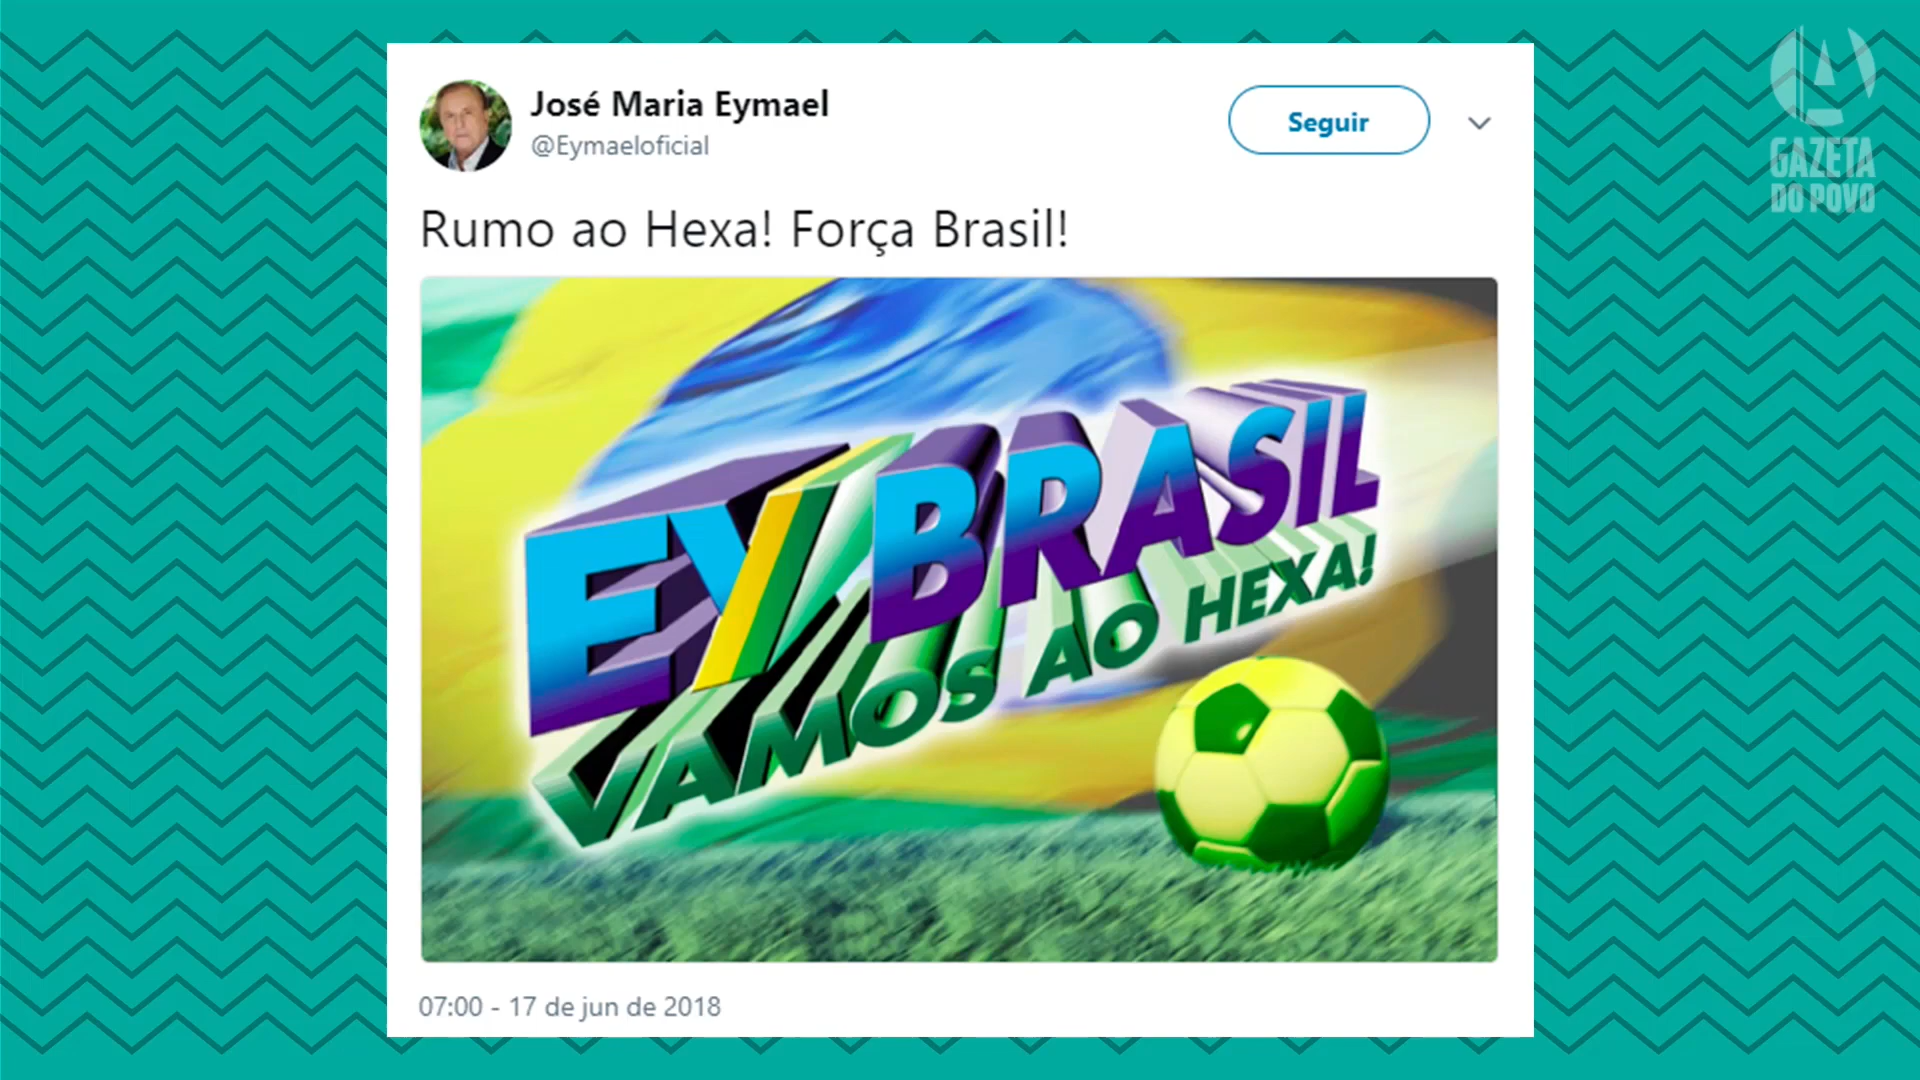 José Maria Eymael
@Eymaeloficial
Seguir
GAZETA
DO POVO
Rumo ao Hexa! Força Brasil!
EY BRASIL
VAMOS AO HEXA!
07:00 - 17 de jun de 2018